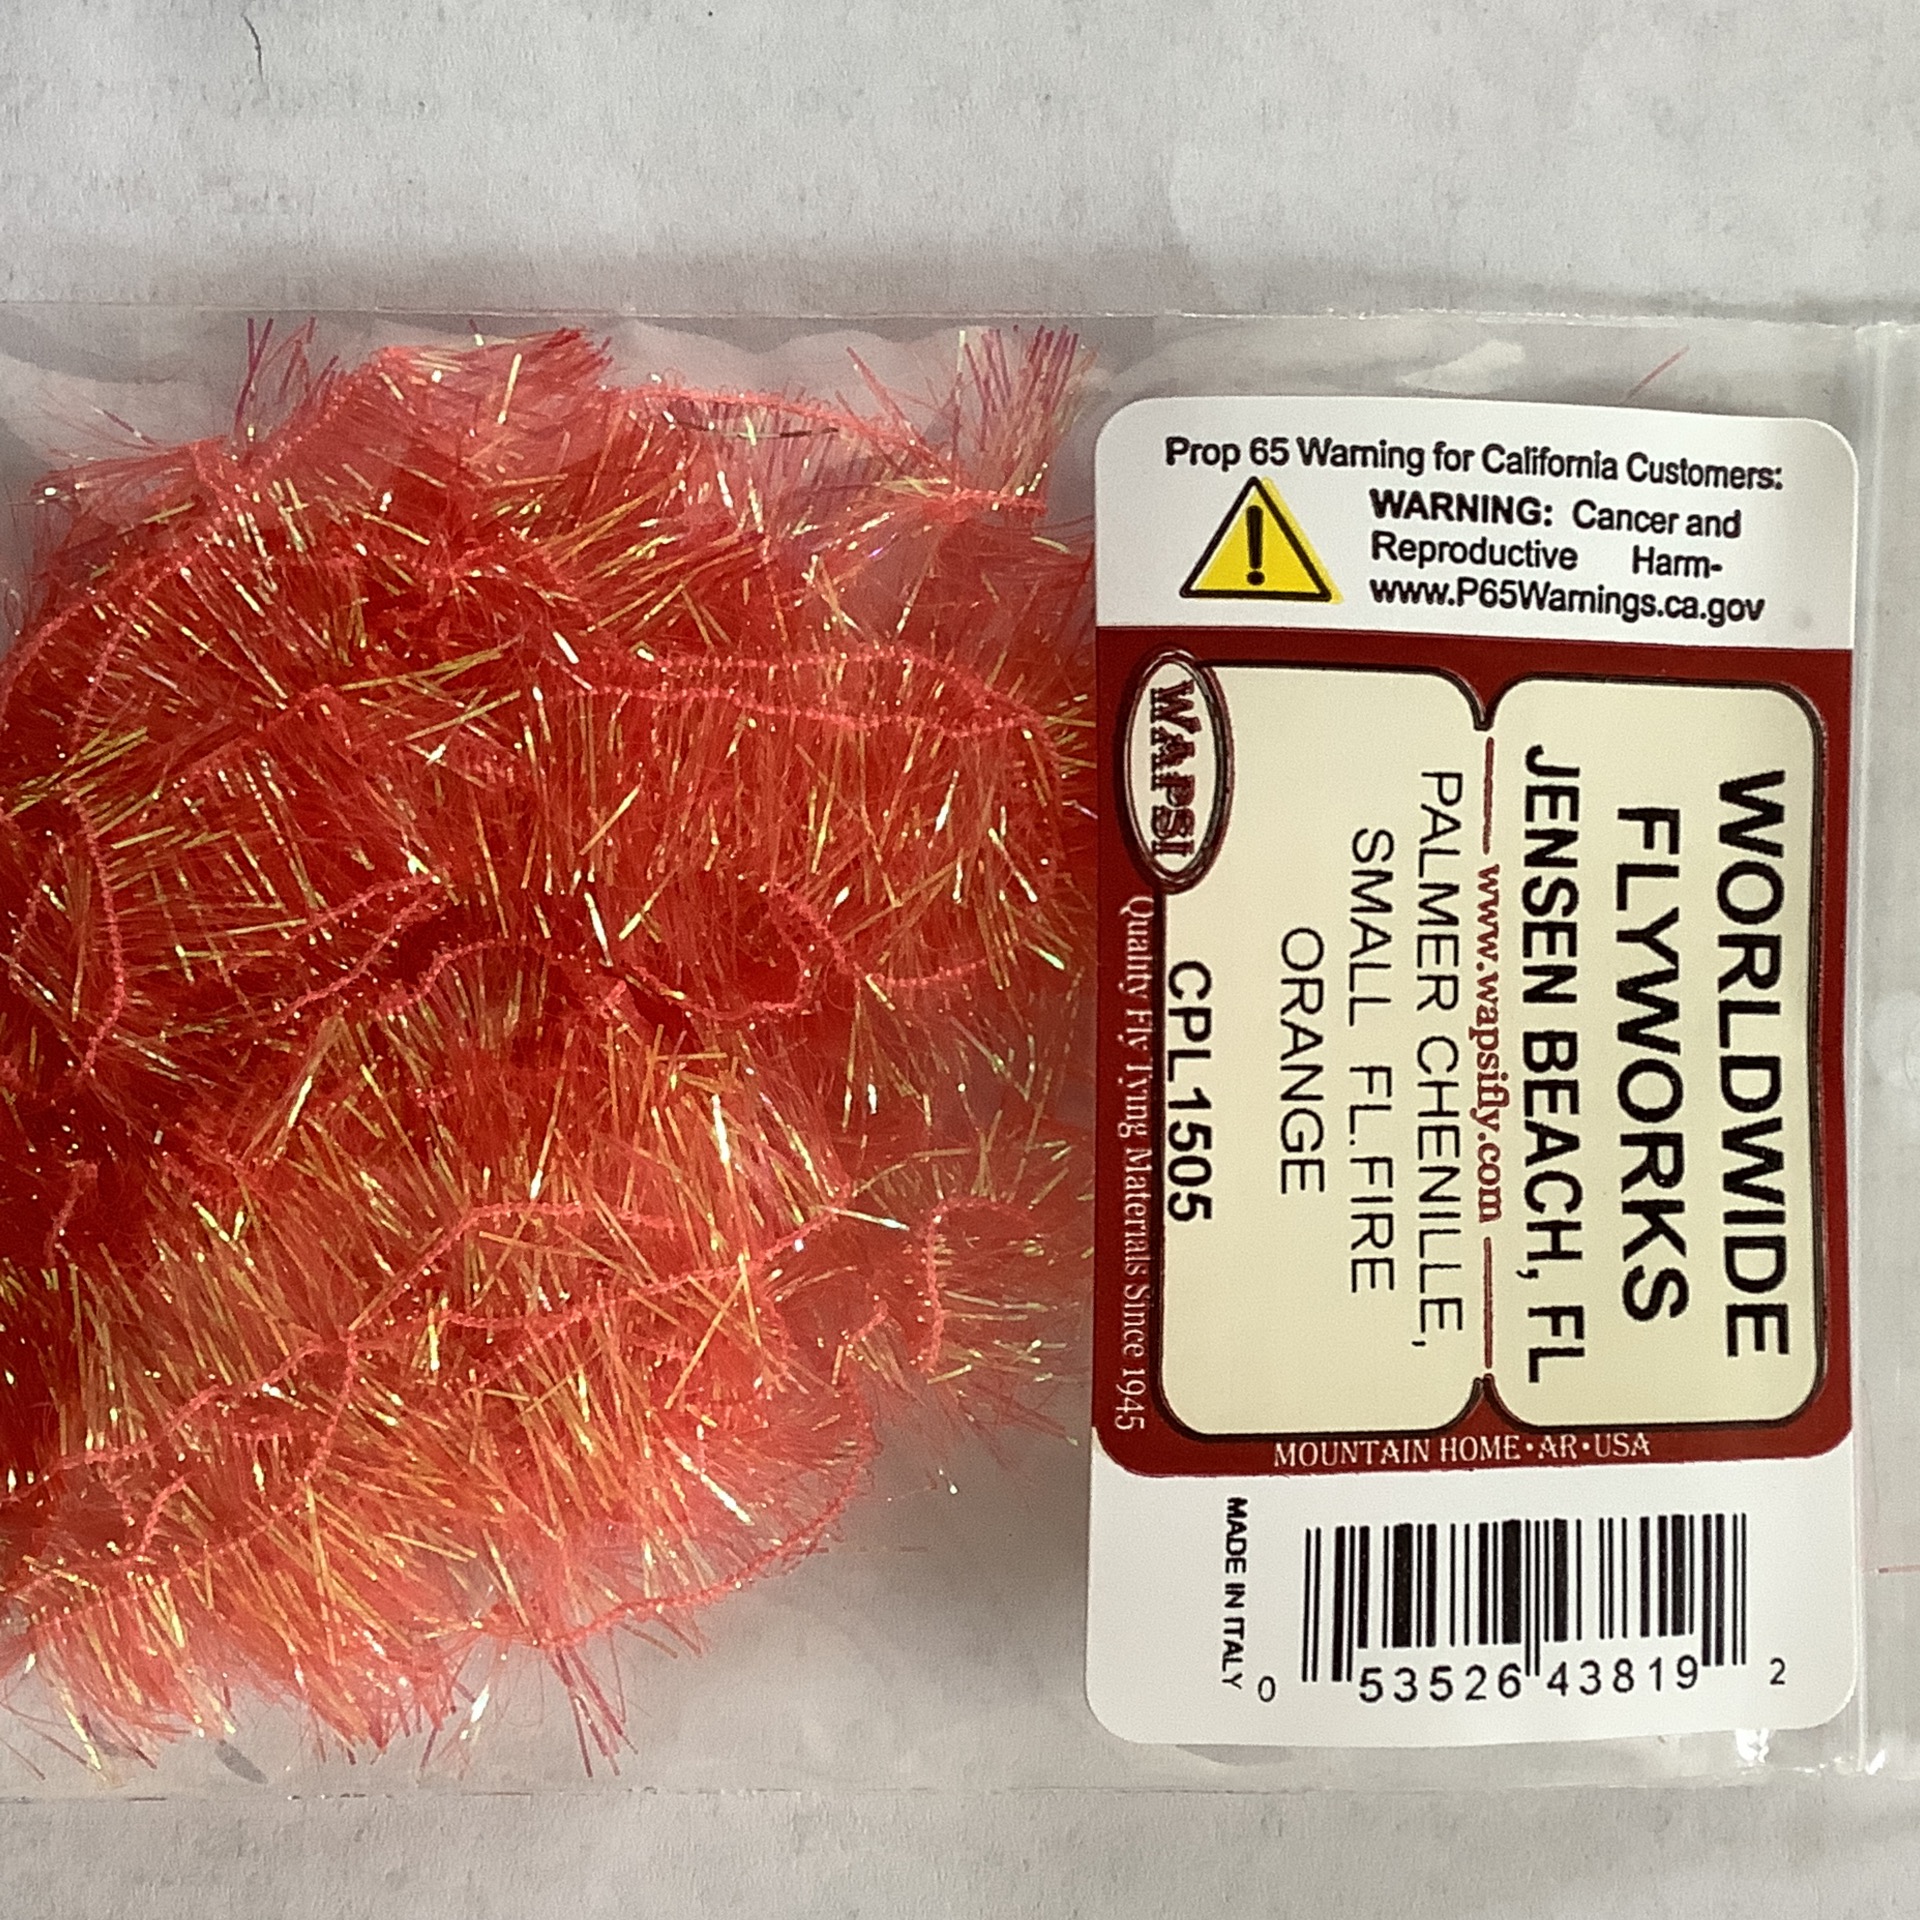 Prop 65 Warning for California Customers:
WARNING: Cancer and
Reproductive Harm-
www.P65Warnings.ca.gov
WORLDWIDE
FLYWORKS
JENSEN BEACH, FL
www.wapsifly.com
PALMER CHENILLE,
SMALL FL.FIRE
ORANGE
CPL1505
WAPSI
Quality Fly Tying Materials Since 1945
MOUNTAIN HOME•AR•USA
MADE IN ITALY
0 53526 43819 2